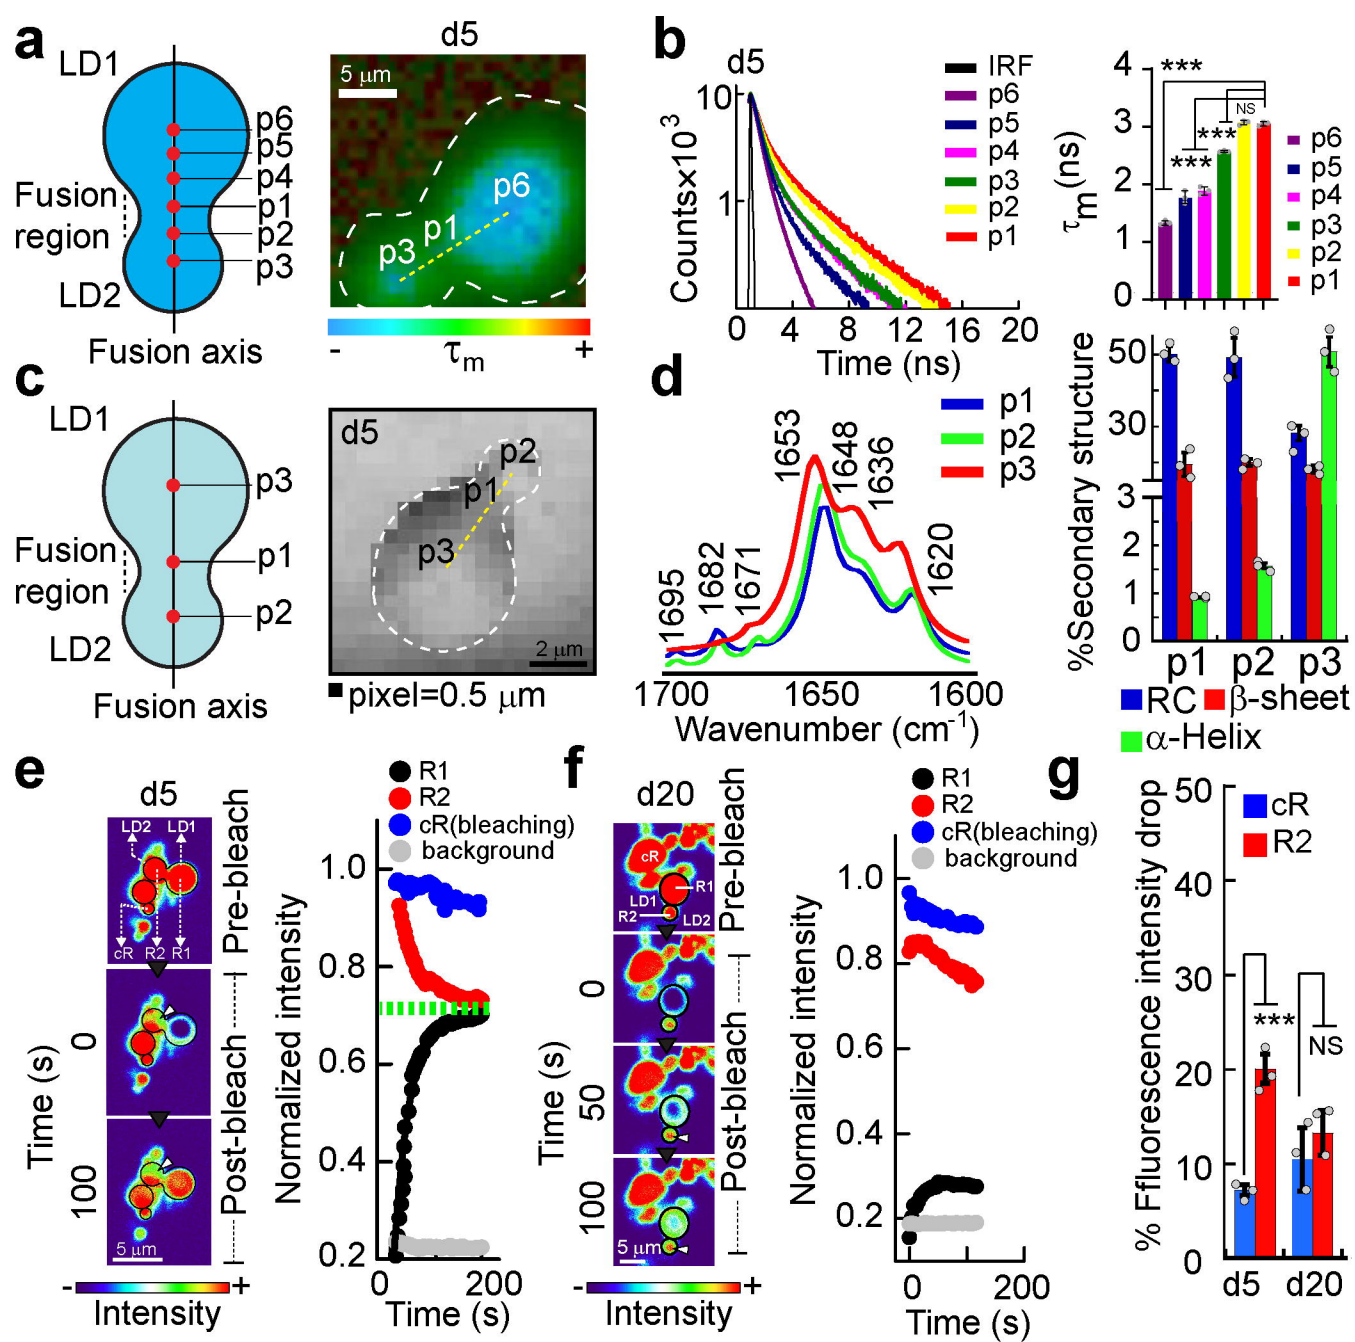 a
LD1
p6
p5
p4
p1
p2
p3
Fusion
region
LD2
Fusion axis
d5
5 μm
p6
p1
p3
- τm +
b
d5
IRF
p6
p5
p4
p3
p2
p1
Counts×10³
10
1
0 4 8 12 16 20
Time (ns)
τm(ns)
4
3
2
1
0
***
***
***
NS
p6
p5
p4
p3
p2
p1
c
LD1
p3
Fusion
region
p1
p2
LD2
Fusion axis
d5
p2
p1
p3
2 μm
pixel=0.5 μm
d
p1
p2
p3
1695
1682
1671
1653
1648
1636
1620
1700 1650 1600
Wavenumber (cm⁻¹)
%Secondary structure
50
30
3
2
1
0
p1 p2 p3
RC β-sheet
α-Helix
e
d5
LD2 LD1
cR R2 R1
Pre-bleach
Post-bleach
Time (s)
0
100
5 μm
- +
Intensity
R1
R2
cR(bleaching)
background
Normalized intensity
1.0
0.8
0.6
0.4
0.2
0 200
Time (s)
f
d20
cR
R1
LD1
R2
LD2
Pre-bleach
Post-bleach
Time (s)
0
50
100
5 μm
- +
Intensity
R1
R2
cR(bleaching)
background
Normalized intensity
1.0
0.8
0.6
0.4
0.2
0 200
Time (s)
g
% Ffluorescence intensity drop
50
40
30
20
10
0
cR
R2
***
NS
d5 d20